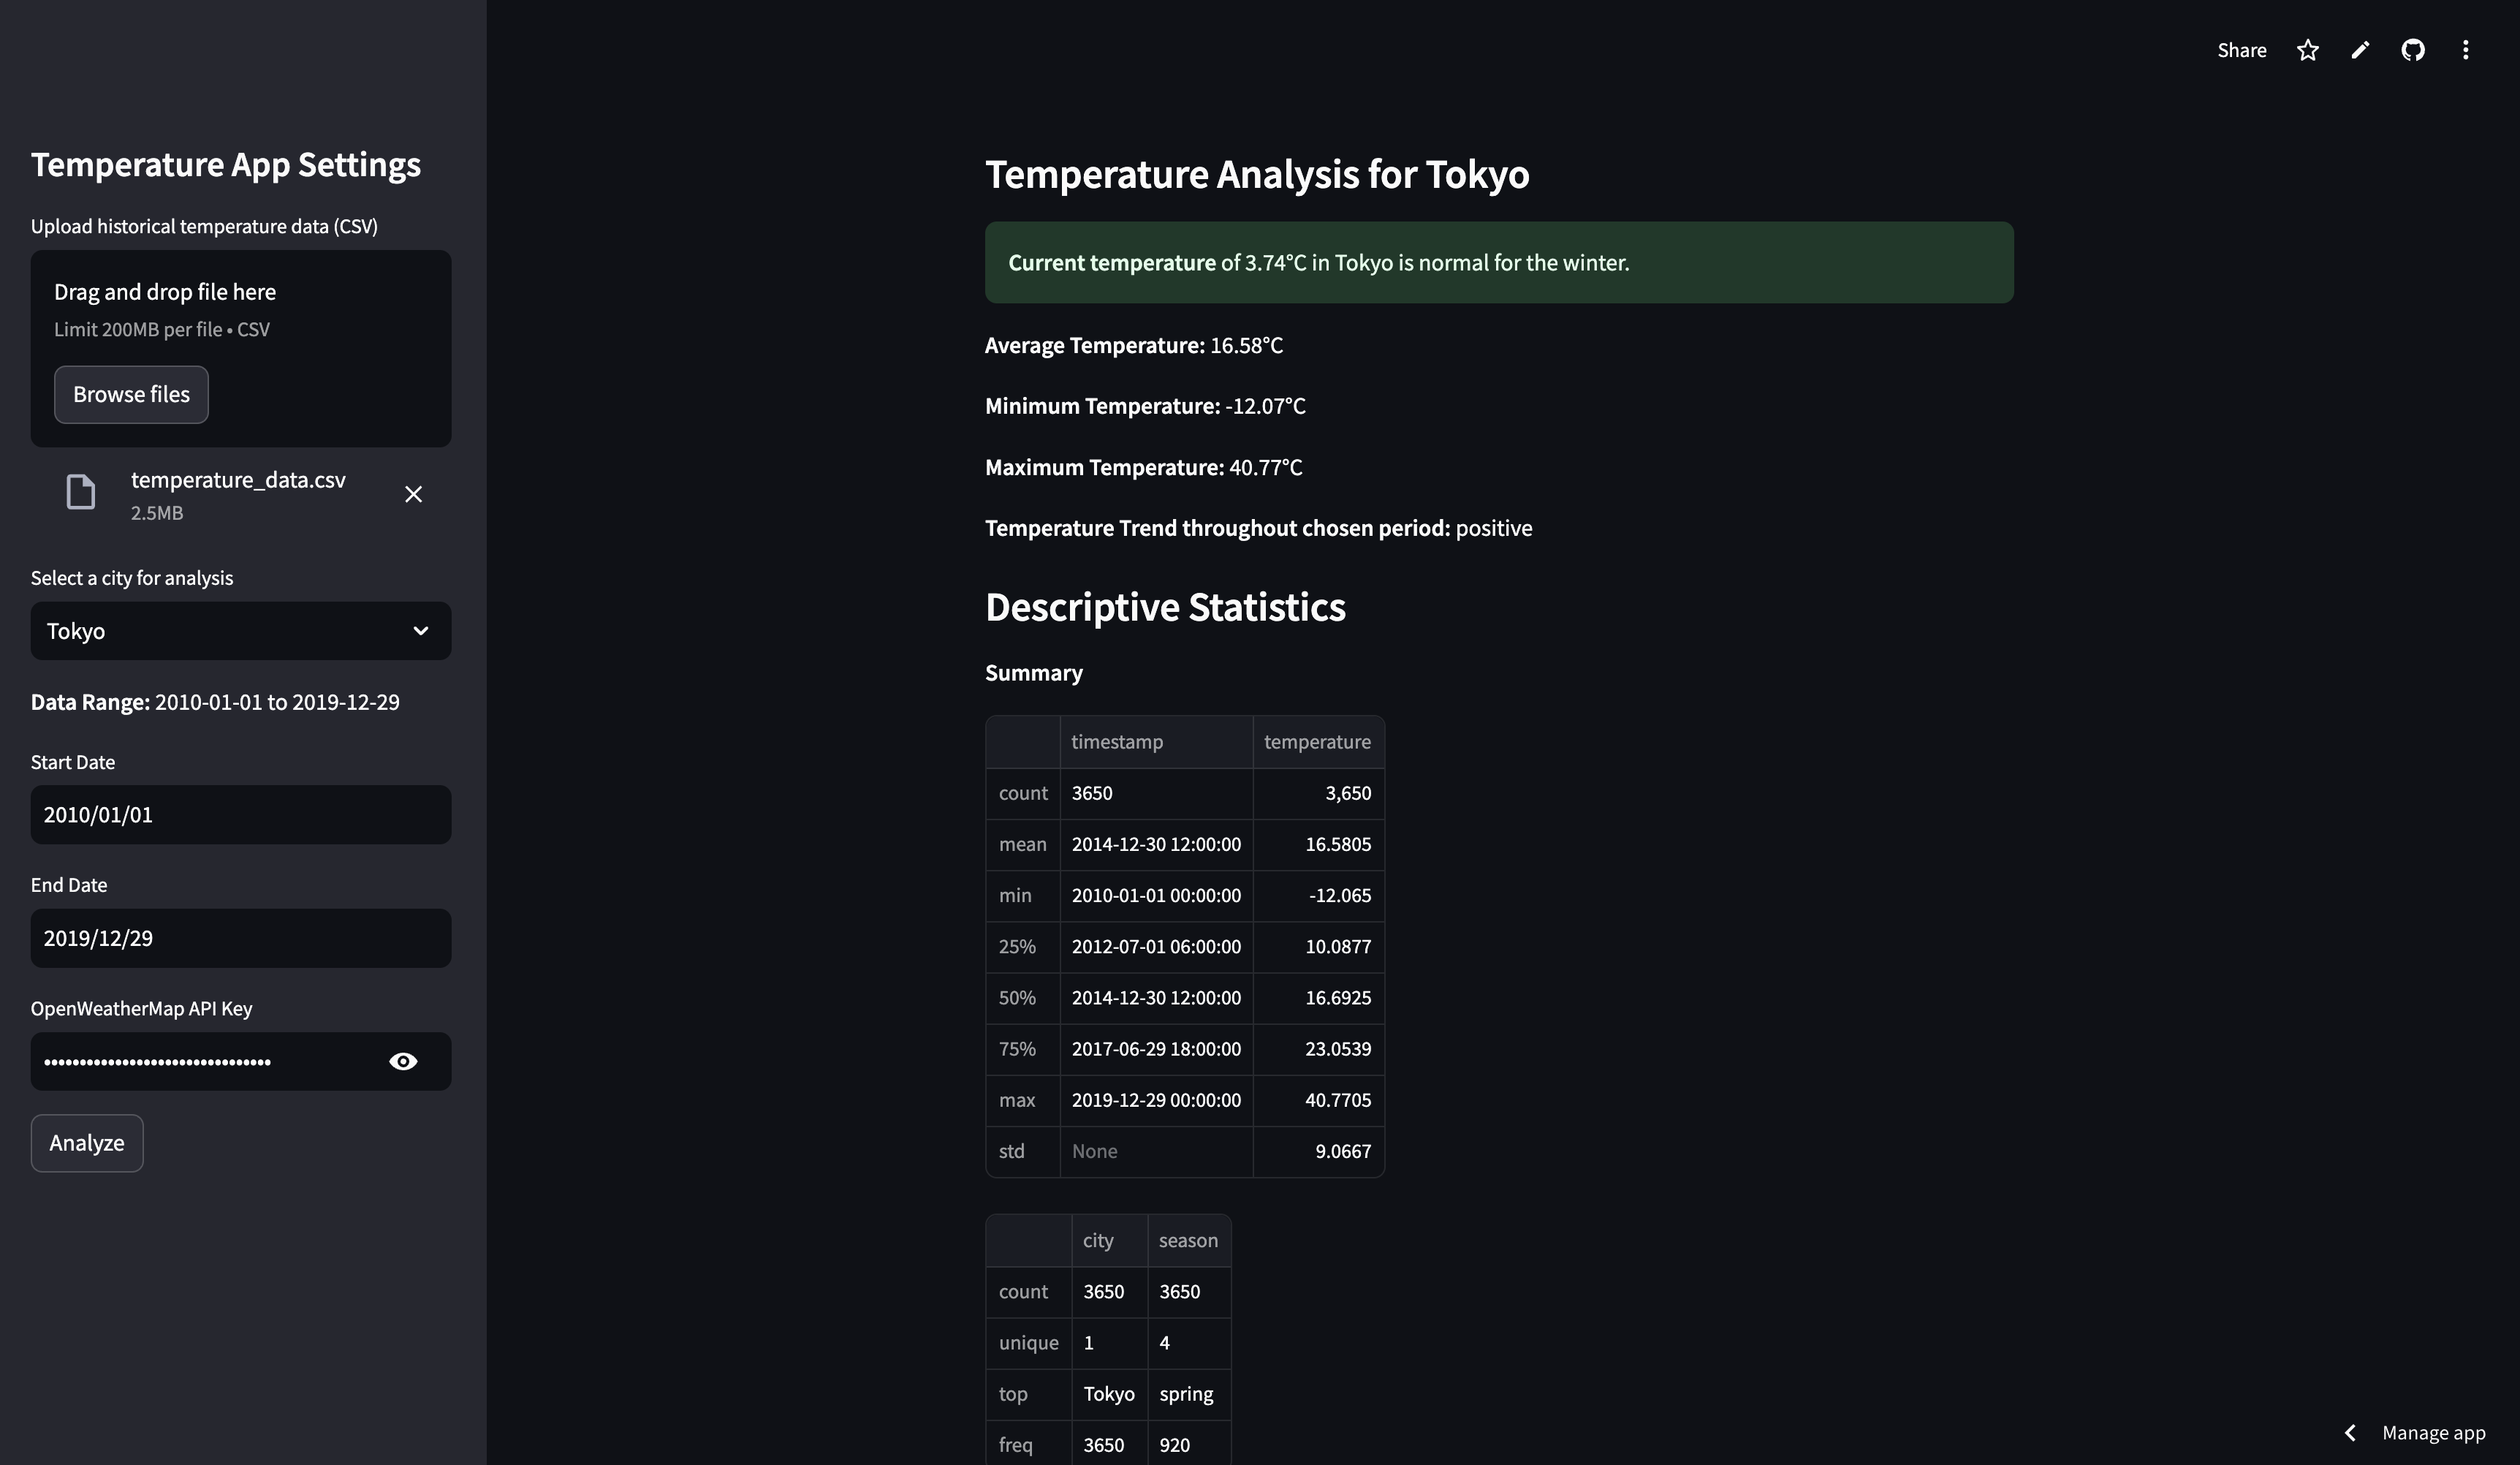 Share
Temperature App Settings
Upload historical temperature data (CSV)
Drag and drop file here
Limit 200MB per file • CSV
Browse files
temperature_data.csv
2.5MB
Select a city for analysis
Tokyo
Data Range: 2010-01-01 to 2019-12-29
Start Date
2010/01/01
End Date
2019/12/29
OpenWeatherMap API Key
Analyze
Temperature Analysis for Tokyo
Current temperature of 3.74°C in Tokyo is normal for the winter.
Average Temperature: 16.58°C
Minimum Temperature: -12.07°C
Maximum Temperature: 40.77°C
Temperature Trend throughout chosen period: positive
Descriptive Statistics
Summary
timestamp temperature
count 3650 3,650
mean 2014-12-30 12:00:00 16.5805
min 2010-01-01 00:00:00 -12.065
25% 2012-07-01 06:00:00 10.0877
50% 2014-12-30 12:00:00 16.6925
75% 2017-06-29 18:00:00 23.0539
max 2019-12-29 00:00:00 40.7705
std None 9.0667
city season
count 3650 3650
unique 1 4
top Tokyo spring
freq 3650 920
Manage app